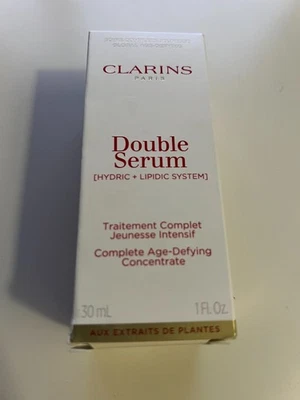 CLARINS
PARIS
Double
Serum
[HYDRIC + LIPIDIC SYSTEM]
Traitement Complet
Jeunesse Intensif
Complete Age-Defying
Concentrate
30 mL 1 Fl. Oz.
AUX EXTRAITS DE PLANTES